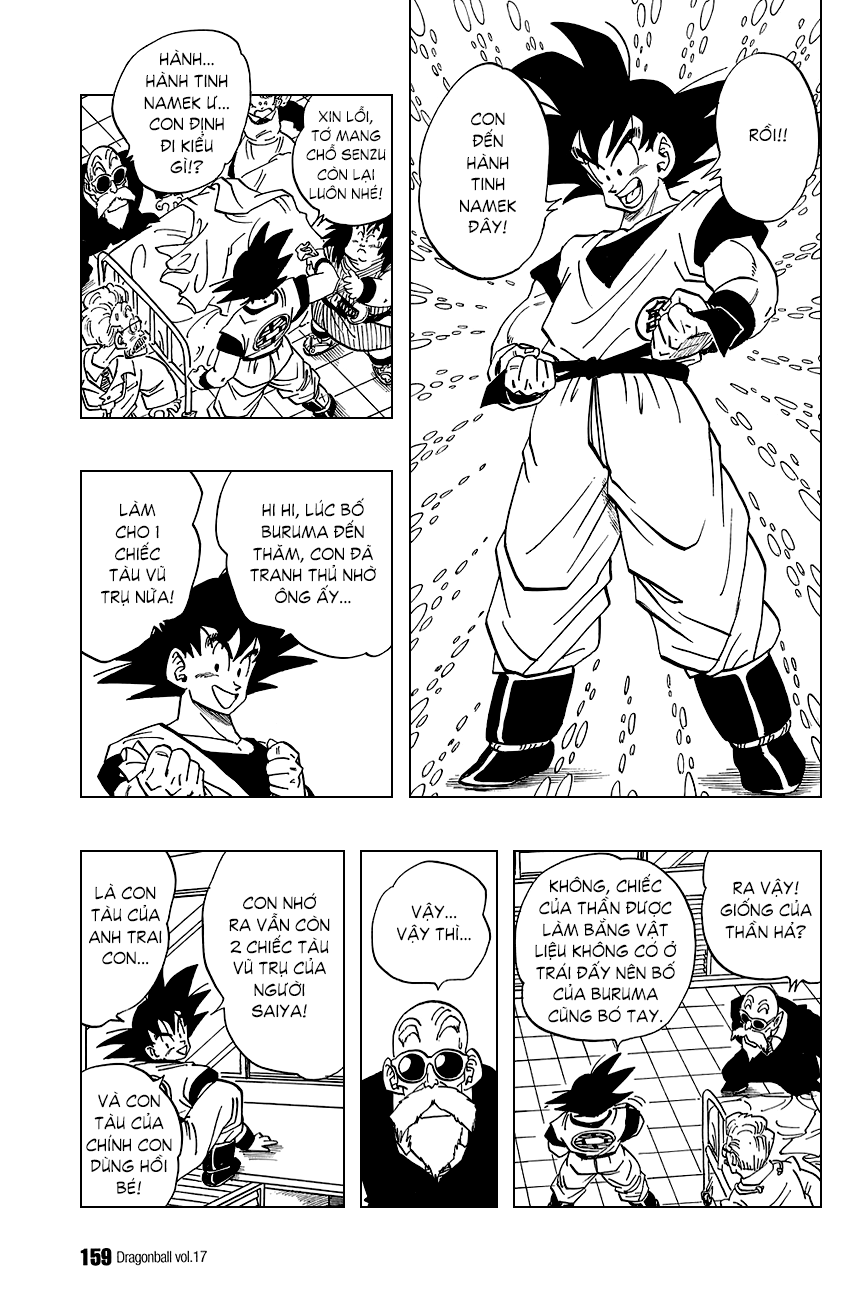 RỒI!!
CON
ĐẾN
HÀNH
TINH
NAMEK
ĐÂY!
XIN LỖI,
TỚ MANG
CHỖ SENZU
CÒN LẠI
LUÔN NHÉ!
HÀNH...
HÀNH TINH
NAMEK Ư...
CON ĐỊNH
ĐI KIỂU
GÌ!?
HI HI, LÚC BỐ
BURUMA ĐẾN
THĂM, CON ĐÃ
TRANH THỦ NHỜ
ÔNG ẤY...
LÀM
CHO 1
CHIẾC
TÀU VŨ
TRỤ NỮA!
RA VẬY!
GIỐNG CỦA
THẦN HẢ?
KHÔNG, CHIẾC
CỦA THẦN ĐƯỢC
LÀM BẰNG VẬT
LIỆU KHÔNG CÓ Ở
TRÁI ĐẤY NÊN BỐ
CỦA BURUMA
CŨNG BÓ TAY.
VẬY...
VẬY THÌ...
CON NHỚ
RA VẪN CÒN
2 CHIẾC TÀU
VŨ TRỤ CỦA
NGƯỜI
SAIYA!
LÀ CON
TÀU CỦA
ANH TRAI
CON...
VÀ CON
TÀU CỦA
CHÍNH CON
DÙNG HỒI
BÉ!
159 Dragonball vol.17